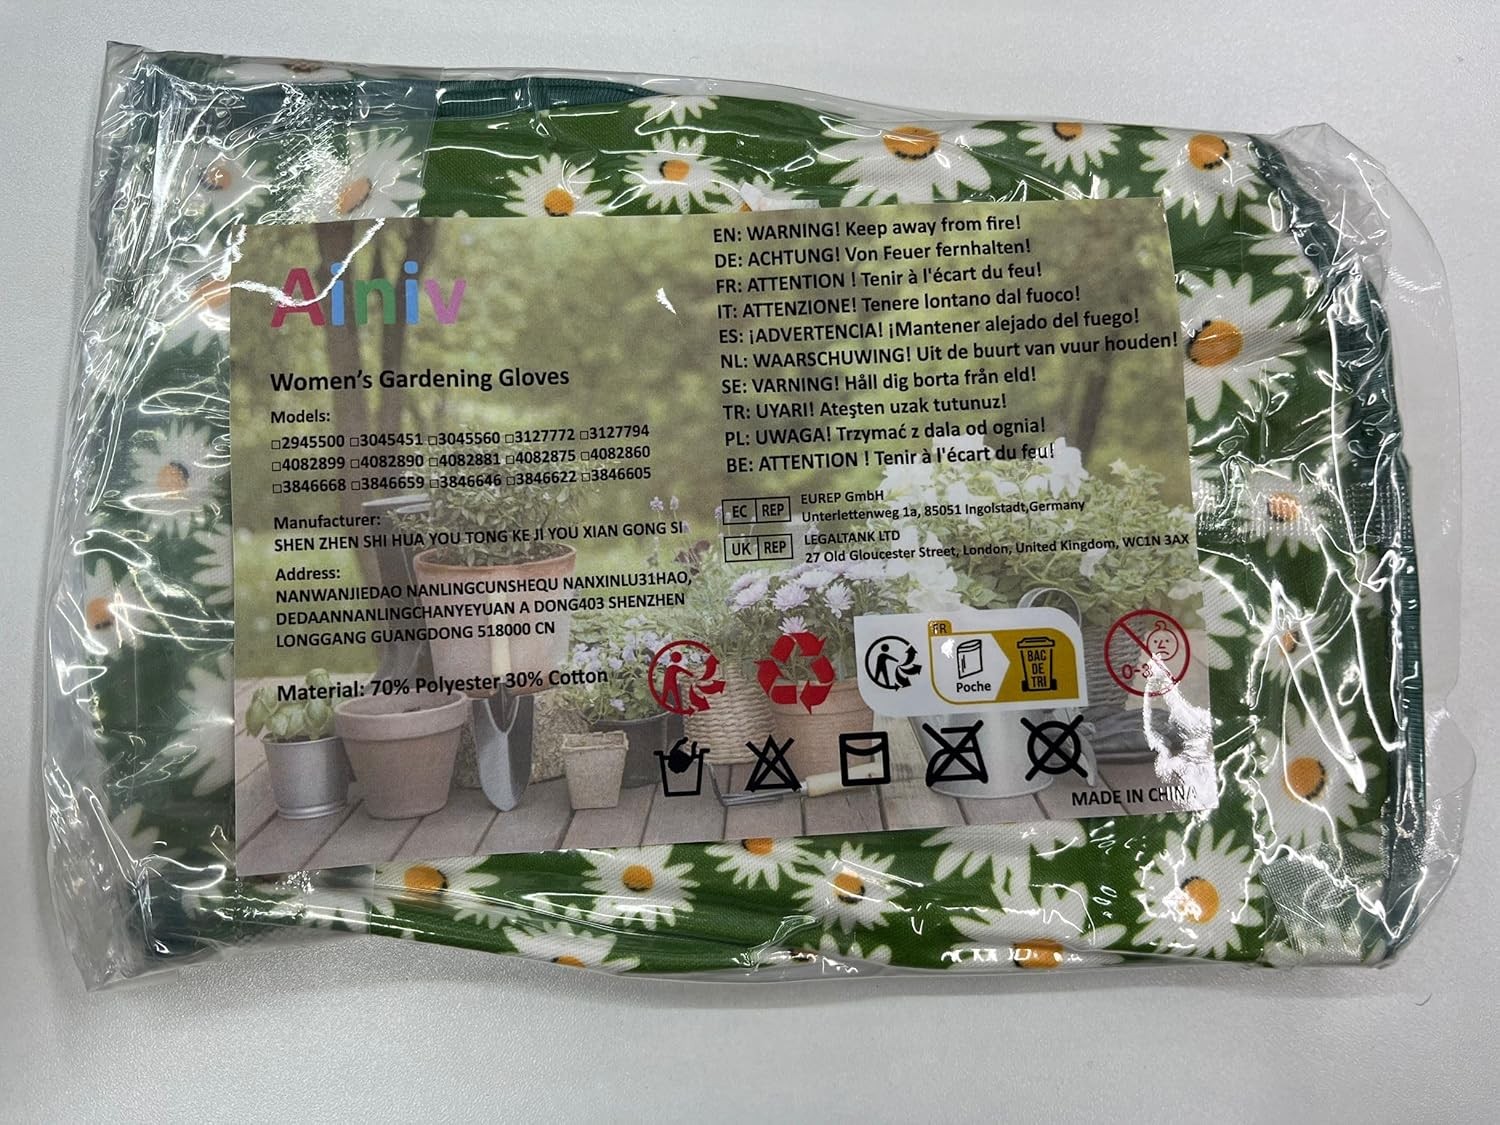 Ainiv
Women's Gardening Gloves
Models:
□2945500 □3045451 □3045560 □3127772 □3127794
□4082899 □4082890 □4082881 □4082875 □4082860
□3846668 □3846659 □3846646 □3846622 □3846605
Manufacturer:
SHEN ZHEN SHI HUA YOU TONG KE JI YOU XIAN GONG SI
Address:
NANWANJIEDAO NANLINGCUNSHEQU NANXINLU31HAO,
DEDAANNANLINGCHANYEYUAN A DONG403 SHENZHEN
LONGGANG GUANGDONG 518000 CN
Material: 70% Polyester 30% Cotton
EN: WARNING! Keep away from fire!
DE: ACHTUNG! Von Feuer fernhalten!
FR: ATTENTION ! Tenir à l'écart du feu!
IT: ATTENZIONE! Tenere lontano dal fuoco!
ES: ¡ADVERTENCIA! ¡Mantener alejado del fuego!
NL: WAARSCHUWING! Uit de buurt van vuur houden!
SE: VARNING! Håll dig borta från eld!
TR: UYARI! Ateşten uzak tutunuz!
PL: UWAGA! Trzymać z dala od ognia!
BE: ATTENTION ! Tenir à l'écart du feu!
EC REP
EUREP GmbH
Unterlettenweg 1a, 85051 Ingolstadt,Germany
UK REP
LEGALTANK LTD
27 Old Gloucester Street, London, United Kingdom, WC1N 3AX
FR
Poche
BAC
DE
TRI
0-3
MADE IN CHINA